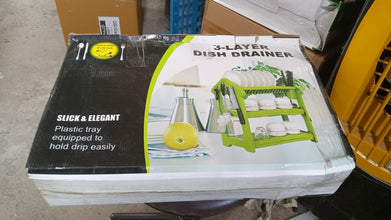 3-LAYER
DISH DRAINER
SLICK & ELEGANT
Plastic tray
equipped to
hold drip easily